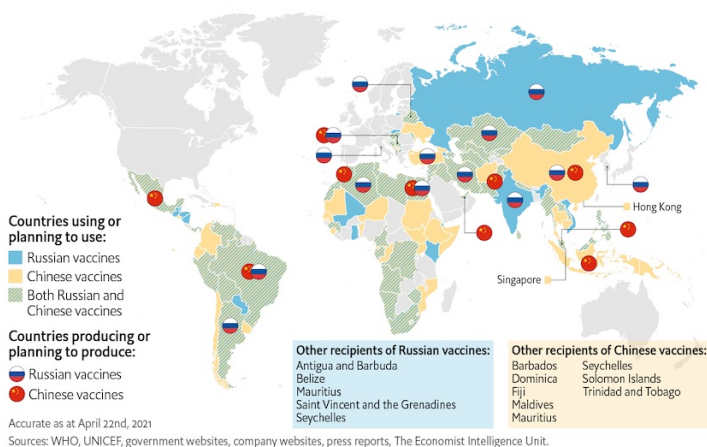 Hong Kong
Singapore
Countries using or
planning to use:
Russian vaccines
Chinese vaccines
Both Russian and
Chinese vaccines
Countries producing or
planning to produce:
Russian vaccines
Chinese vaccines
Other recipients of Russian vaccines:
Antigua and Barbuda
Belize
Mauritius
Saint Vincent and the Grenadines
Seychelles
Other recipients of Chinese vaccines:
Barbados
Dominica
Fiji
Maldives
Mauritius
Seychelles
Solomon Islands
Trinidad and Tobago
Accurate as at April 22nd, 2021
Sources: WHO, UNICEF, government websites, company websites, press reports, The Economist Intelligence Unit.